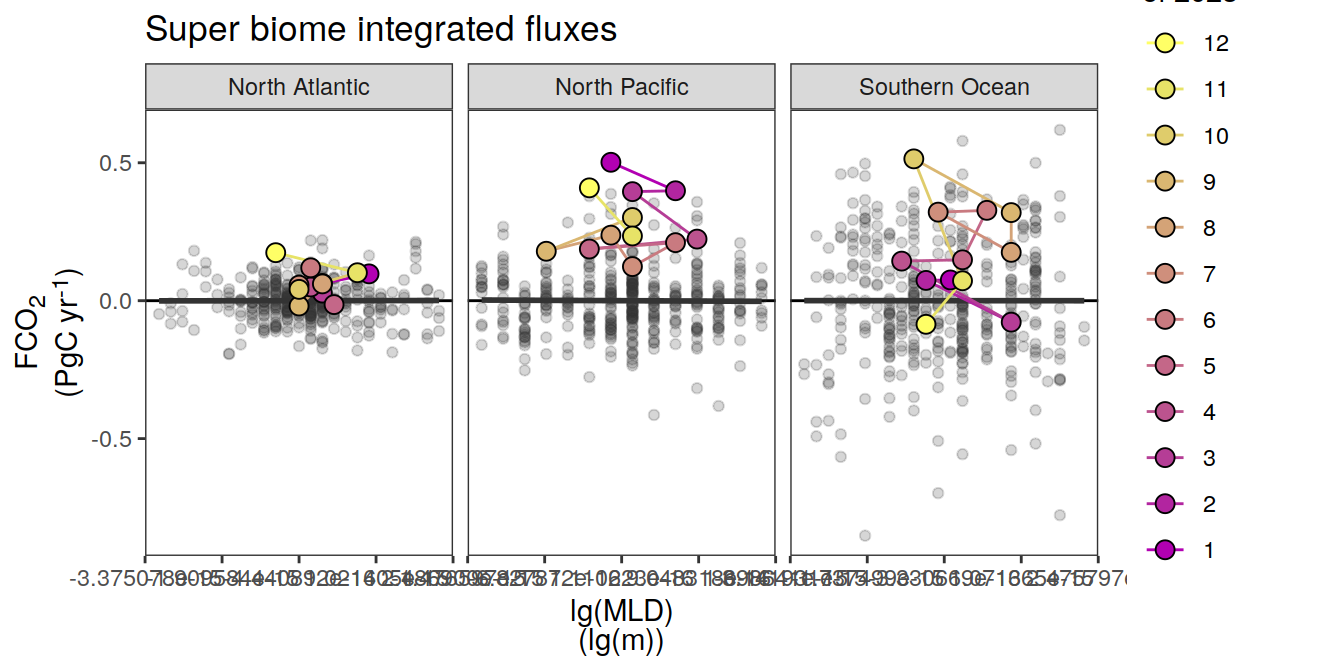 Super biome integrated fluxes
North Atlantic
North Pacific
Southern Ocean
0.5
0.0
-0.5
FCO2
(PgC yr-1)
lg(MLD)
(lg(m))
12
11
10
9
8
7
6
5
4
3
2
1